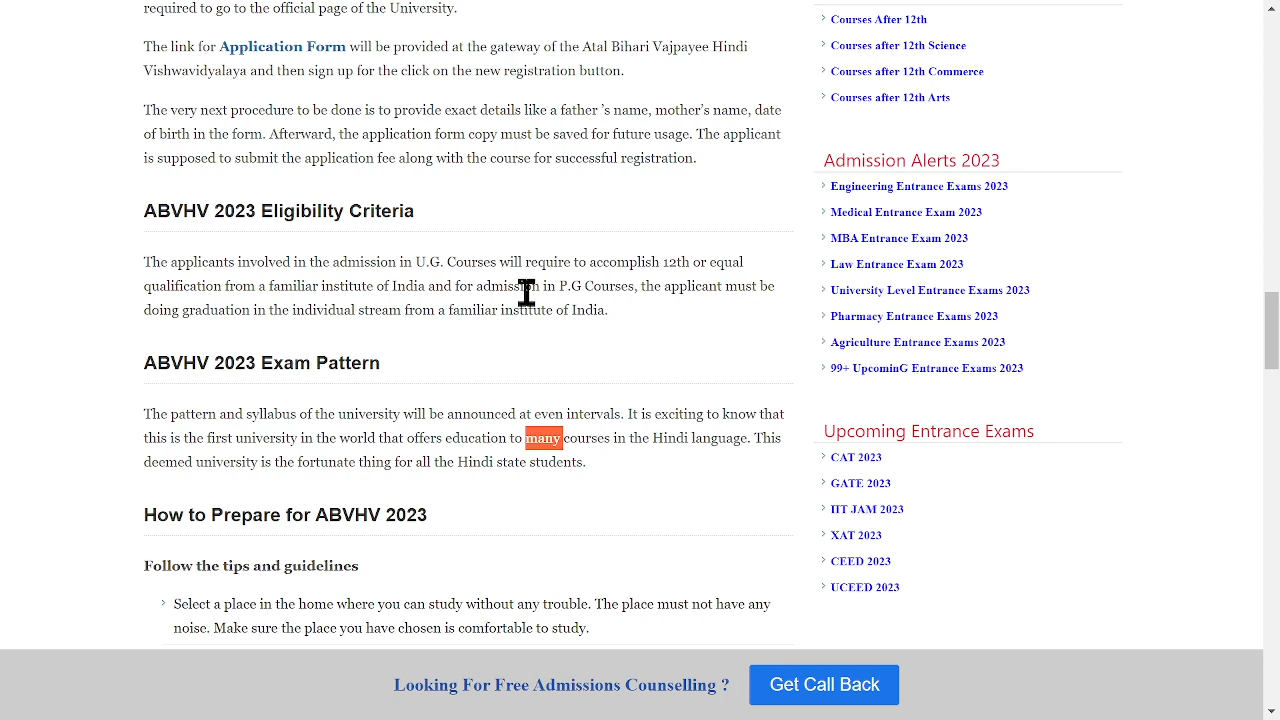 required to go to the official page of the University.
The link for Application Form will be provided at the gateway of the Atal Bihari Vajpayee Hindi
Vishwavidyalaya and then sign up for the click on the new registration button.
The very next procedure to be done is to provide exact details like a father 's name, mother's name, date
of birth in the form. Afterward, the application form copy must be saved for future usage. The applicant
is supposed to submit the application fee along with the course for successful registration.
ABVHV 2023 Eligibility Criteria
The applicants involved in the admission in U.G. Courses will require to accomplish 12th or equal
qualification from a familiar institute of India and for admission in P.G Courses, the applicant must be
doing graduation in the individual stream from a familiar institute of India.
ABVHV 2023 Exam Pattern
The pattern and syllabus of the university will be announced at even intervals. It is exciting to know that
this is the first university in the world that offers education to many courses in the Hindi language. This
deemed university is the fortunate thing for all the Hindi state students.
How to Prepare for ABVHV 2023
Follow the tips and guidelines
Select a place in the home where you can study without any trouble. The place must not have any
noise. Make sure the place you have chosen is comfortable to study.
Courses After 12th
Courses after 12th Science
Courses after 12th Commerce
Courses after 12th Arts
Admission Alerts 2023
Engineering Entrance Exams 2023
Medical Entrance Exam 2023
MBA Entrance Exam 2023
Law Entrance Exam 2023
University Level Entrance Exams 2023
Pharmacy Entrance Exams 2023
Agriculture Entrance Exams 2023
99+ UpcominG Entrance Exams 2023
Upcoming Entrance Exams
CAT 2023
GATE 2023
IIT JAM 2023
XAT 2023
CEED 2023
UCEED 2023
Looking For Free Admissions Counselling ?
Get Call Back